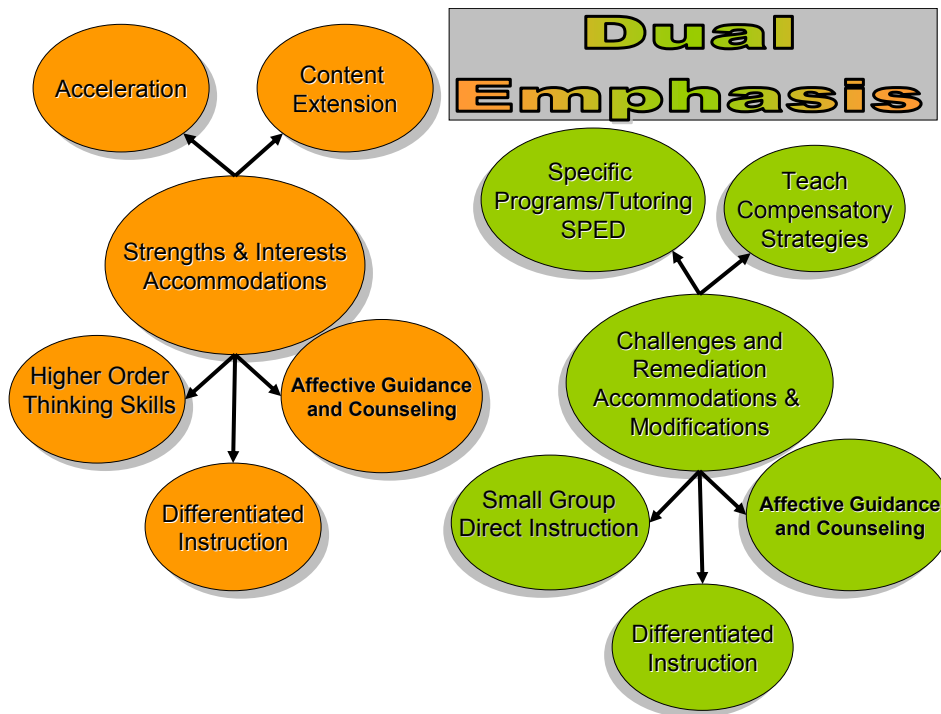 Dual
Emphasis
Acceleration
Content
Extension
Strengths & Interests
Accommodations
Higher Order
Thinking Skills
Affective Guidance
and Counseling
Differentiated
Instruction
Specific
Programs/Tutoring
SPED
Teach
Compensatory
Strategies
Challenges and
Remediation
Accommodations &
Modifications
Small Group
Direct Instruction
Affective Guidance
and Counseling
Differentiated
Instruction